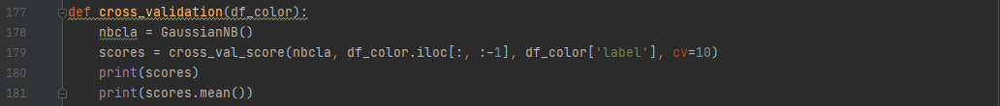 177 def cross_validation(df_color):
178     nbcla = GaussianNB()
179     scores = cross_val_score(nbcla, df_color.iloc[:, :-1], df_color['label'], cv=10)
180     print(scores)
181     print(scores.mean())